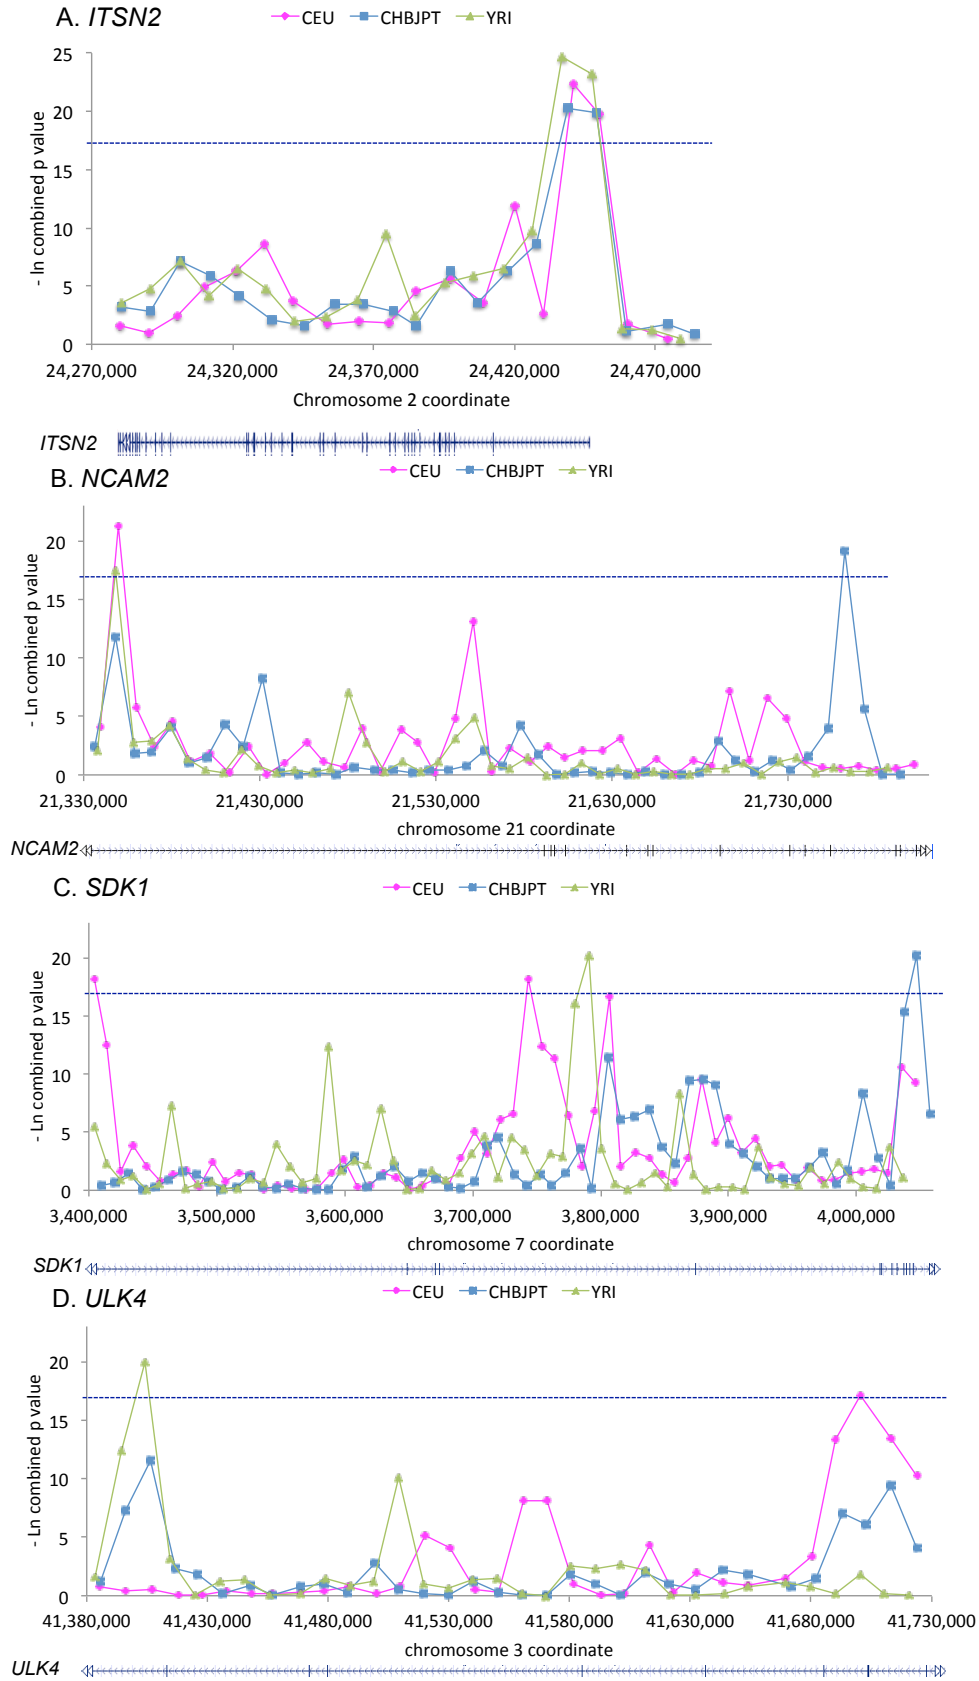 A. ITSN2
CEU CHBJPT YRI
- ln combined p value
25
20
15
10
5
0
24,270,000 24,320,000 24,370,000 24,420,000 24,470,000
Chromosome 2 coordinate
ITSN2
B. NCAM2
CEU CHBJPT YRI
- Ln combined p value
20
15
10
5
0
21,330,000 21,430,000 21,530,000 21,630,000 21,730,000
chromosome 21 coordinate
NCAM2
C. SDK1
CEU CHBJPT YRI
- Ln combined p value
20
15
10
5
0
3,400,000 3,500,000 3,600,000 3,700,000 3,800,000 3,900,000 4,000,000
chromosome 7 coordinate
SDK1
D. ULK4
CEU CHBJPT YRI
- Ln combined p value
20
15
10
5
0
41,380,000 41,430,000 41,480,000 41,530,000 41,580,000 41,630,000 41,680,000 41,730,000
chromosome 3 coordinate
ULK4